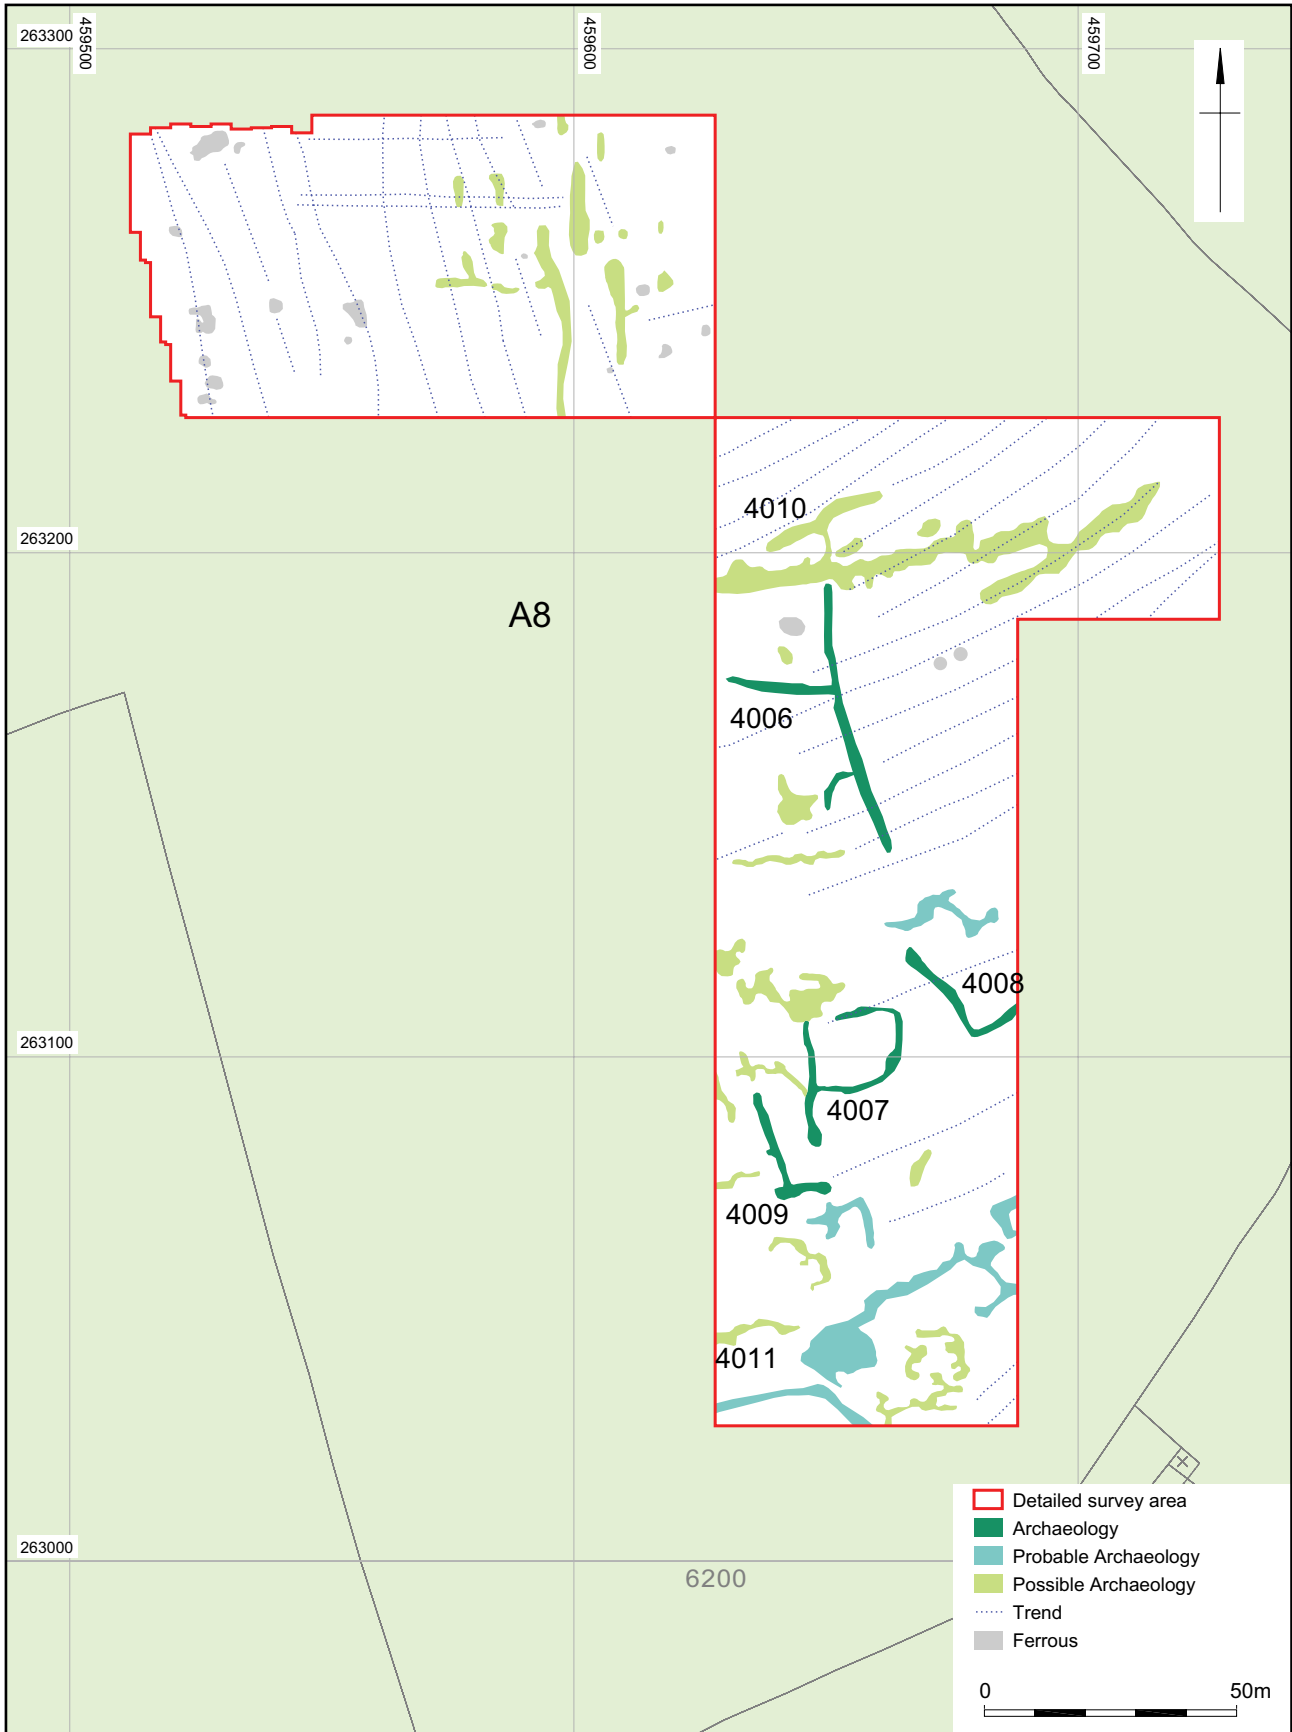 263300
459500
459600
459700
4010
263200
A8
4006
4008
263100
4007
4009
4011
263000
6200
Detailed survey area
Archaeology
Probable Archaeology
Possible Archaeology
Trend
Ferrous
0 50m